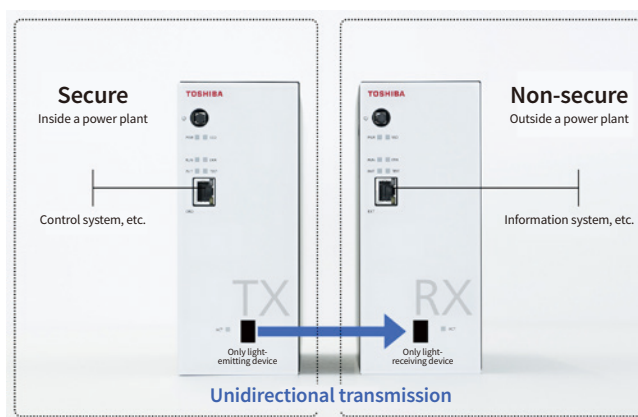 Secure
Inside a power plant
Control system, etc.
TOSHIBA
TX
Only light-
emitting device
TOSHIBA
RX
Only light-
receiving device
Non-secure
Outside a power plant
Information system, etc.
Unidirectional transmission